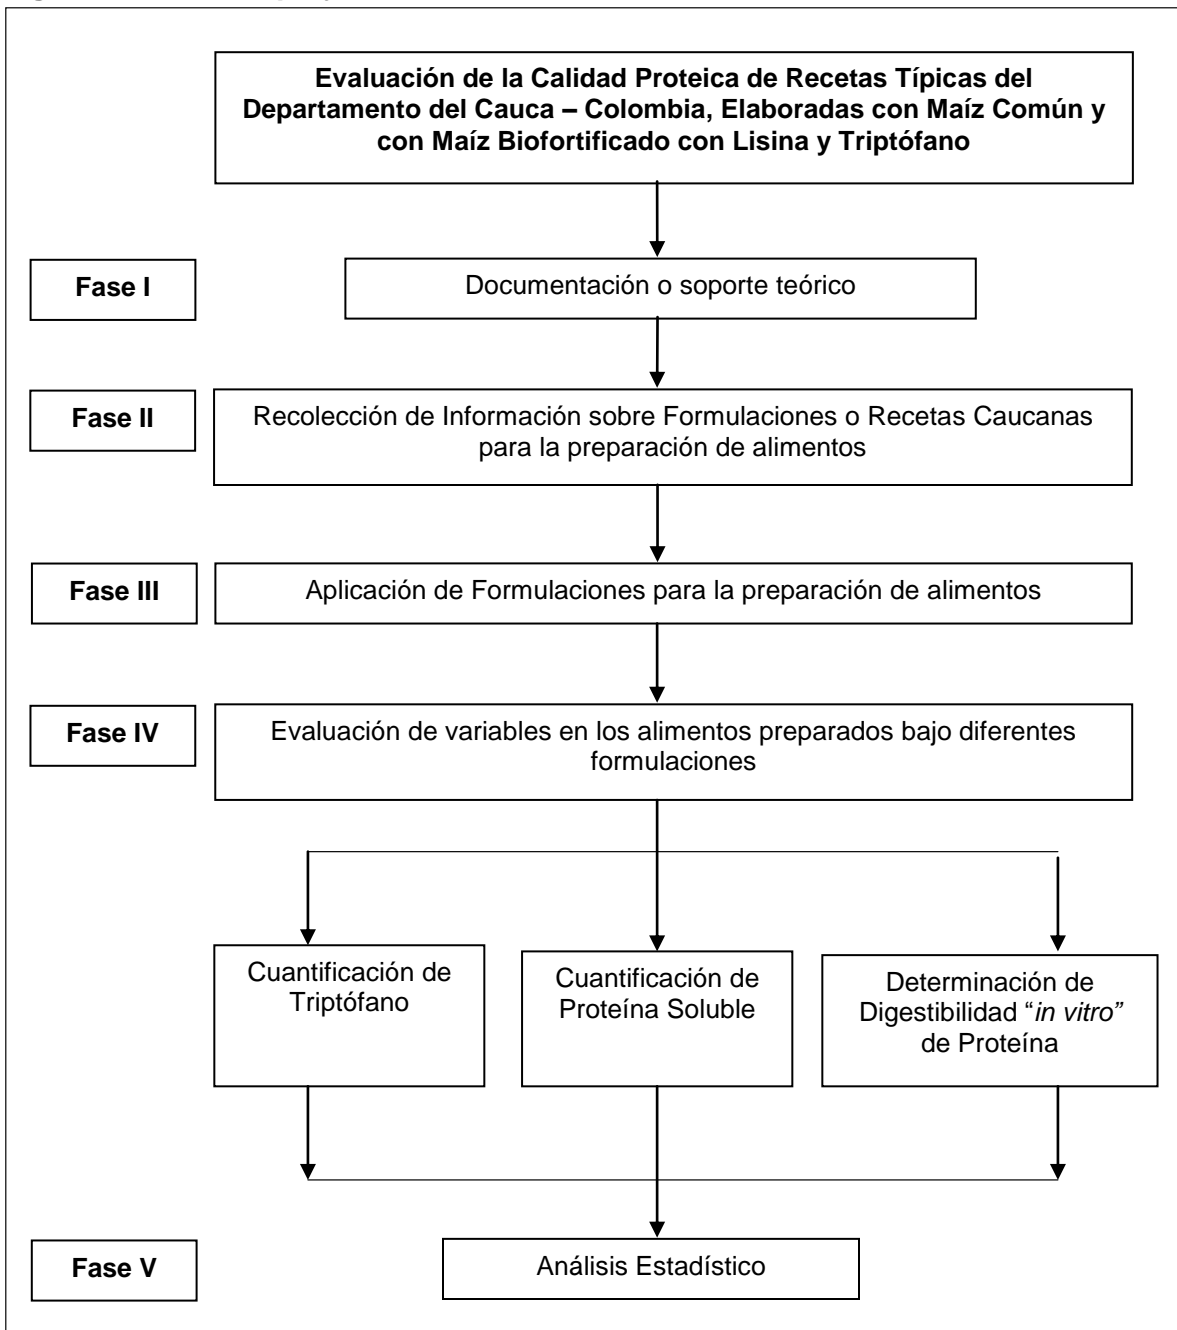 Evaluación de la Calidad Proteica de Recetas Típicas del
Departamento del Cauca – Colombia, Elaboradas con Maíz Común y
con Maíz Biofortificado con Lisina y Triptófano
Fase I
Documentación o soporte teórico
Fase II
Recolección de Información sobre Formulaciones o Recetas Caucanas
para la preparación de alimentos
Fase III
Aplicación de Formulaciones para la preparación de alimentos
Fase IV
Evaluación de variables en los alimentos preparados bajo diferentes
formulaciones
Cuantificación de
Triptófano
Cuantificación de
Proteína Soluble
Determinación de
Digestibilidad “in vitro”
de Proteína
Fase V
Análisis Estadístico